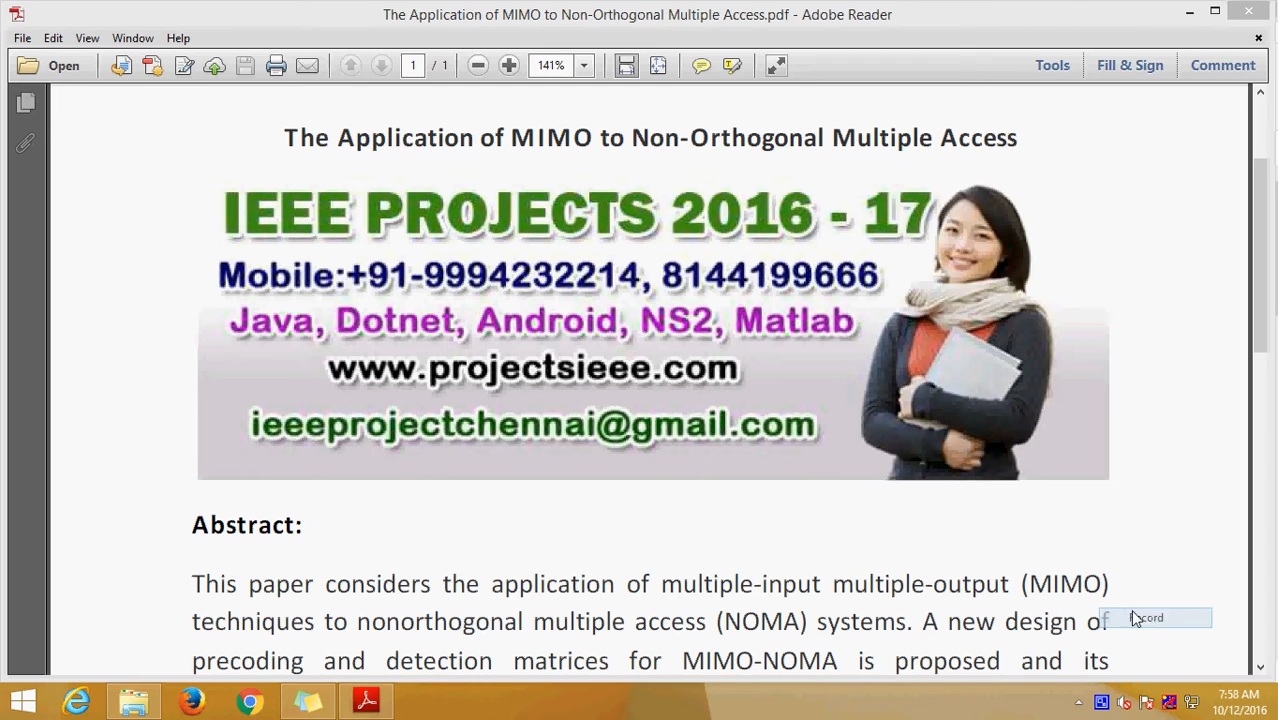 The Application of MIMO to Non-Orthogonal Multiple Access.pdf - Adobe Reader
File Edit View Window Help
Open 1 / 1 141% Tools Fill & Sign Comment
The Application of MIMO to Non-Orthogonal Multiple Access
IEEE PROJECTS 2016 - 17
Mobile:+91-9994232214, 8144199666
Java, Dotnet, Android, NS2, Matlab
www.projectsieee.com
ieeeprojectchennai@gmail.com
Abstract:
This paper considers the application of multiple-input multiple-output (MIMO)
techniques to nonorthogonal multiple access (NOMA) systems. A new design of
precoding and detection matrices for MIMO-NOMA is proposed and its
7:58 AM
10/12/2016